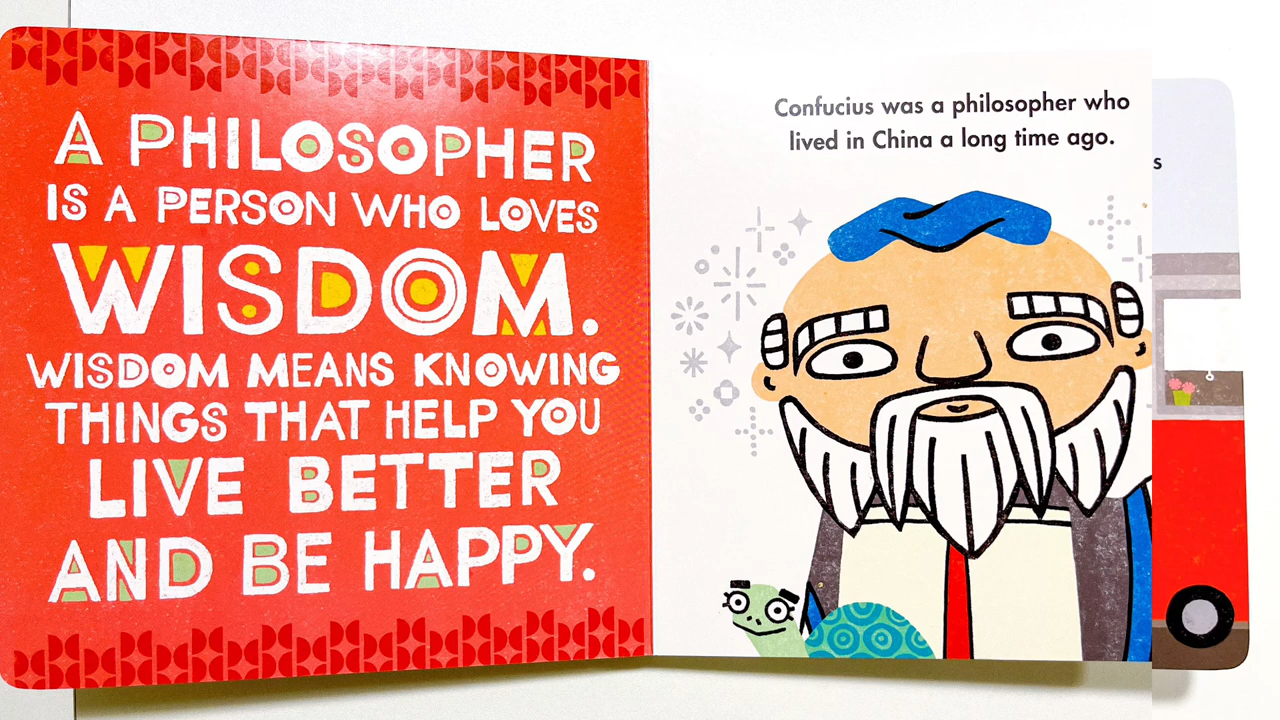 A PHILOSOPHER
IS A PERSON WHO LOVES
WISDOM.
WISDOM MEANS KNOWING
THINGS THAT HELP YOU
LIVE BETTER
AND BE HAPPY.
Confucius was a philosopher who
lived in China a long time ago.
s